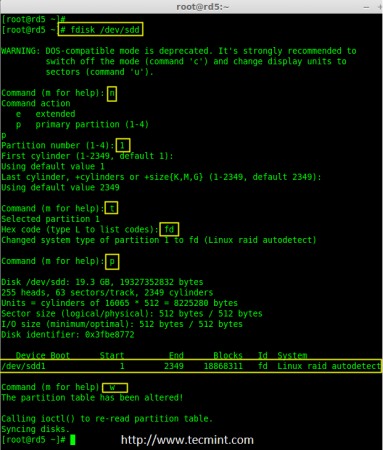 root@rd5:~
[root@rd5 ~]#
[root@rd5 ~]# fdisk /dev/sdd
WARNING: DOS-compatible mode is deprecated. It's strongly recommended to
switch off the mode (command 'c') and change display units to
sectors (command 'u').
Command (m for help): n
Command action
e   extended
p   primary partition (1-4)
p
Partition number (1-4): 1
First cylinder (1-2349, default 1):
Using default value 1
Last cylinder, +cylinders or +size{K,M,G} (1-2349, default 2349):
Using default value 2349
Command (m for help): t
Selected partition 1
Hex code (type L to list codes): fd
Changed system type of partition 1 to fd (Linux raid autodetect)
Command (m for help): p
Disk /dev/sdd: 19.3 GB, 19327352832 bytes
255 heads, 63 sectors/track, 2349 cylinders
Units = cylinders of 16065 * 512 = 8225280 bytes
Sector size (logical/physical): 512 bytes / 512 bytes
I/O size (minimum/optimal): 512 bytes / 512 bytes
Disk identifier: 0x3fbe8772
Device Boot      Start         End      Blocks   Id  System
/dev/sdd1               1        2349    18868311   fd  Linux raid autodetect
Command (m for help): w
The partition table has been altered!
Calling ioctl() to re-read partition table.
Syncing disks.
[root@rd5 ~]#
http://www.tecmint.com